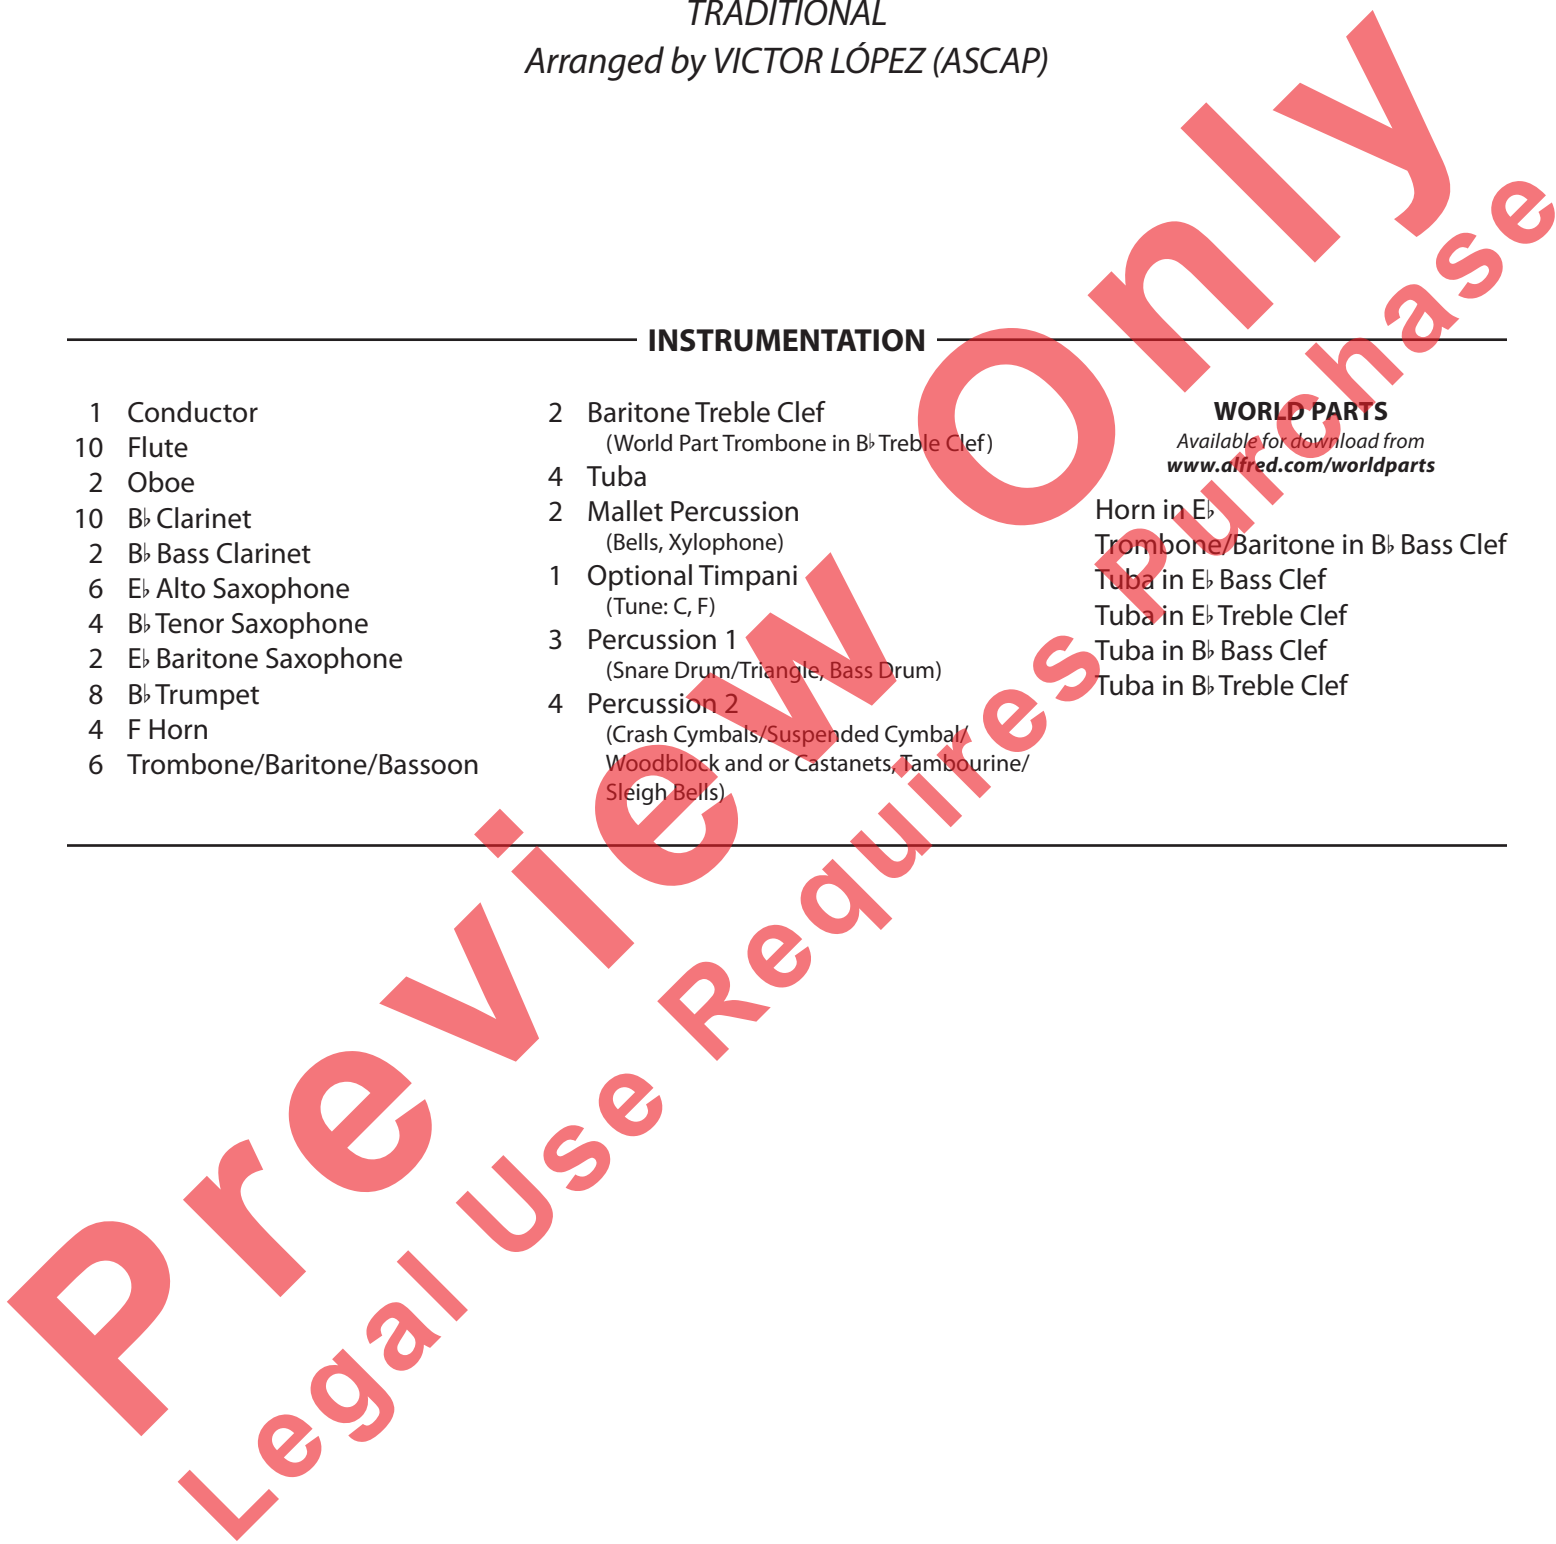 TRADITIONAL
Arranged by VICTOR LÓPEZ (ASCAP)
INSTRUMENTATION
1 Conductor
10 Flute
2 Oboe
10 B♭ Clarinet
2 B♭ Bass Clarinet
6 E♭ Alto Saxophone
4 B♭ Tenor Saxophone
2 E♭ Baritone Saxophone
8 B♭ Trumpet
4 F Horn
6 Trombone/Baritone/Bassoon
2 Baritone Treble Clef
(World Part Trombone in B♭ Treble Clef)
4 Tuba
2 Mallet Percussion
(Bells, Xylophone)
1 Optional Timpani
(Tune: C, F)
3 Percussion 1
(Snare Drum/Triangle, Bass Drum)
4 Percussion 2
(Crash Cymbals/Suspended Cymbal/
Woodblock and or Castanets, Tambourine/
Sleigh Bells)
WORLD PARTS
Available for download from
www.alfred.com/worldparts
Horn in E♭
Trombone/Baritone in B♭ Bass Clef
Tuba in E♭ Bass Clef
Tuba in E♭ Treble Clef
Tuba in B♭ Bass Clef
Tuba in B♭ Treble Clef
Preview Only
Legal Use Requires Purchase